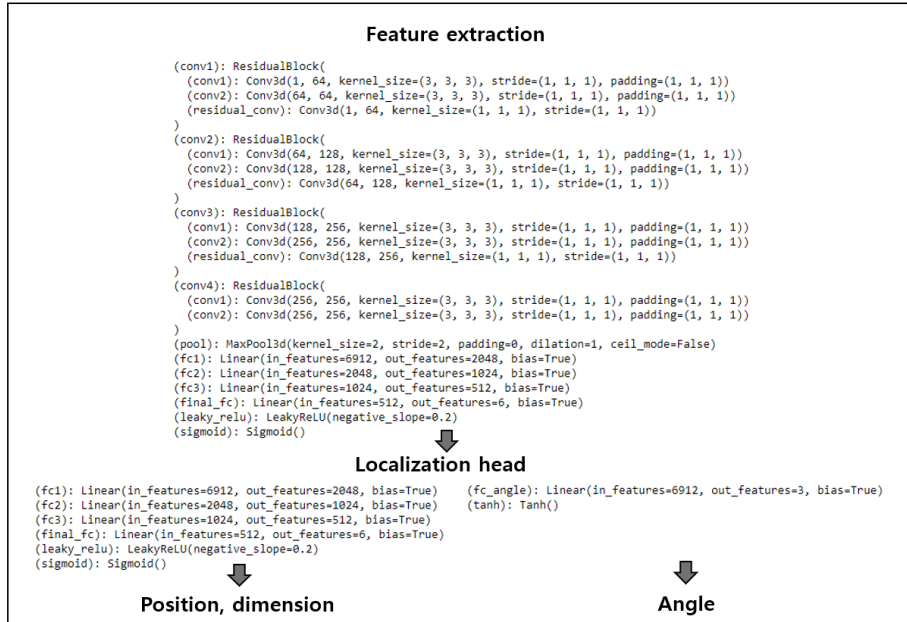 Feature extraction
(conv1): ResidualBlock(
(conv1): Conv3d(1, 64, kernel_size=(3, 3, 3), stride=(1, 1, 1), padding=(1, 1, 1))
(conv2): Conv3d(64, 64, kernel_size=(3, 3, 3), stride=(1, 1, 1), padding=(1, 1, 1))
(residual_conv): Conv3d(1, 64, kernel_size=(1, 1, 1), stride=(1, 1, 1))
)
(conv2): ResidualBlock(
(conv1): Conv3d(64, 128, kernel_size=(3, 3, 3), stride=(1, 1, 1), padding=(1, 1, 1))
(conv2): Conv3d(128, 128, kernel_size=(3, 3, 3), stride=(1, 1, 1), padding=(1, 1, 1))
(residual_conv): Conv3d(64, 128, kernel_size=(1, 1, 1), stride=(1, 1, 1))
)
(conv3): ResidualBlock(
(conv1): Conv3d(128, 256, kernel_size=(3, 3, 3), stride=(1, 1, 1), padding=(1, 1, 1))
(conv2): Conv3d(256, 256, kernel_size=(3, 3, 3), stride=(1, 1, 1), padding=(1, 1, 1))
(residual_conv): Conv3d(128, 256, kernel_size=(1, 1, 1), stride=(1, 1, 1))
)
(conv4): ResidualBlock(
(conv1): Conv3d(256, 256, kernel_size=(3, 3, 3), stride=(1, 1, 1), padding=(1, 1, 1))
(conv2): Conv3d(256, 256, kernel_size=(3, 3, 3), stride=(1, 1, 1), padding=(1, 1, 1))
)
(pool): MaxPool3d(kernel_size=2, stride=2, padding=0, dilation=1, ceil_mode=False)
(fc1): Linear(in_features=6912, out_features=2048, bias=True)
(fc2): Linear(in_features=2048, out_features=1024, bias=True)
(fc3): Linear(in_features=1024, out_features=512, bias=True)
(final_fc): Linear(in_features=512, out_features=6, bias=True)
(leaky_relu): LeakyReLU(negative_slope=0.2)
(sigmoid): Sigmoid()
Localization head
(fc1): Linear(in_features=6912, out_features=2048, bias=True)
(fc2): Linear(in_features=2048, out_features=1024, bias=True)
(fc3): Linear(in_features=1024, out_features=512, bias=True)
(final_fc): Linear(in_features=512, out_features=6, bias=True)
(leaky_relu): LeakyReLU(negative_slope=0.2)
(sigmoid): Sigmoid()
(fc_angle): Linear(in_features=6912, out_features=3, bias=True)
(tanh): Tanh()
Position, dimension
Angle